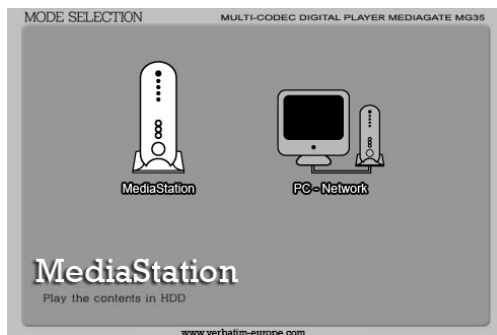 MODE SELECTION
MULTI-CODEC DIGITAL PLAYER MEDIAGATE MG35
MediaStation
PC - Network
MediaStation
Play the contents in HDD
www.verbatim-europe.com